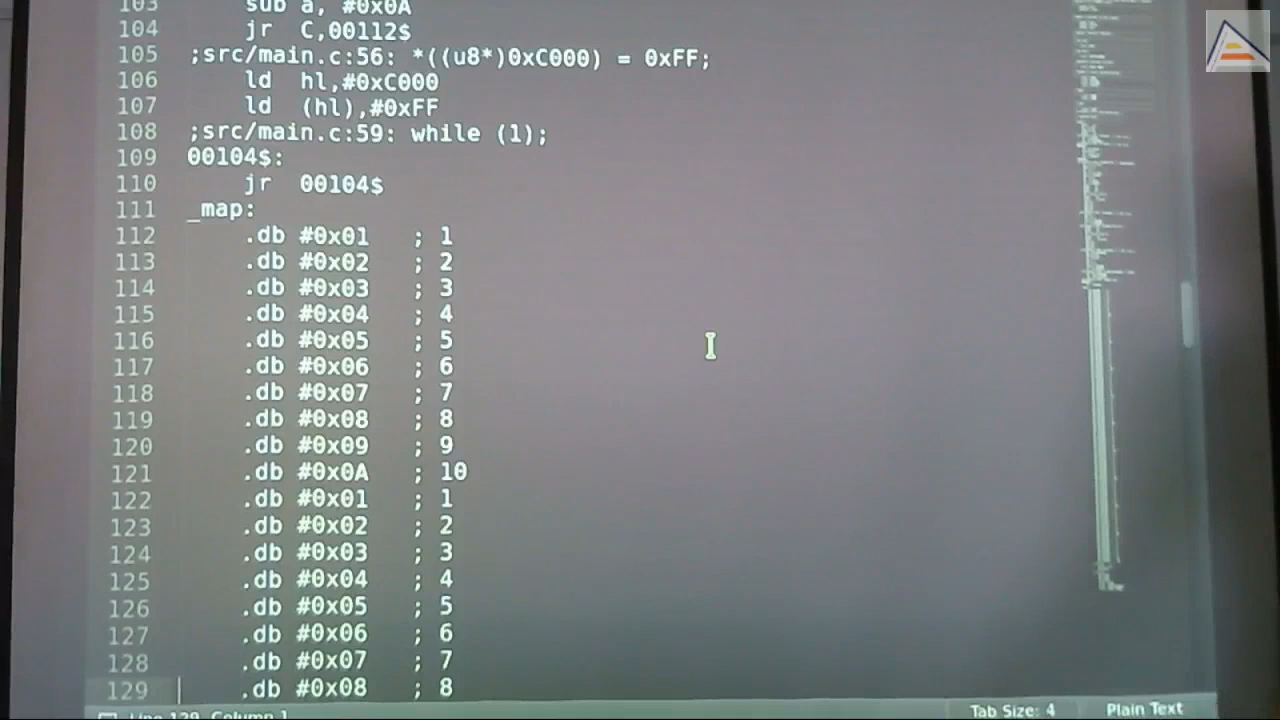 103 sub a, #0x0A
104 jr C,00112$
105 ;src/main.c:56: *((u8*)0xC000) = 0xFF;
106 ld hl,#0xC000
107 ld (hl),#0xFF
108 ;src/main.c:59: while (1);
109 00104$:
110 jr 00104$
111 _map:
112 .db #0x01 ; 1
113 .db #0x02 ; 2
114 .db #0x03 ; 3
115 .db #0x04 ; 4
116 .db #0x05 ; 5
117 .db #0x06 ; 6
118 .db #0x07 ; 7
119 .db #0x08 ; 8
120 .db #0x09 ; 9
121 .db #0x0A ; 10
122 .db #0x01 ; 1
123 .db #0x02 ; 2
124 .db #0x03 ; 3
125 .db #0x04 ; 4
126 .db #0x05 ; 5
127 .db #0x06 ; 6
128 .db #0x07 ; 7
129 .db #0x08 ; 8
Line 129, Column 1 Tab Size: 4 Plain Text